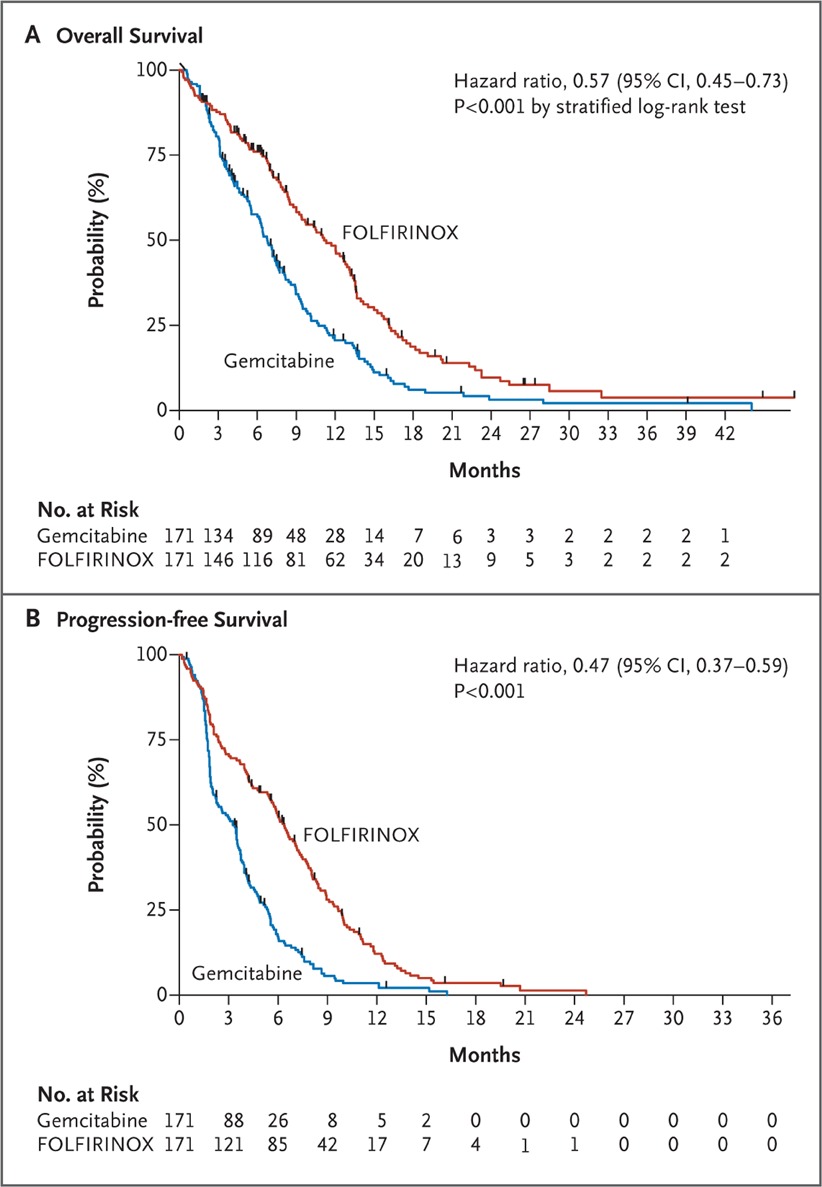 A Overall Survival
Hazard ratio, 0.57 (95% CI, 0.45–0.73)
P<0.001 by stratified log-rank test
100
75
50
25
0
Probability (%)
FOLFIRINOX
Gemcitabine
0 3 6 9 12 15 18 21 24 27 30 33 36 39 42
Months
No. at Risk
Gemcitabine 171 134 89 48 28 14 7 6 3 3 2 2 2 2 1
FOLFIRINOX 171 146 116 81 62 34 20 13 9 5 3 2 2 2 2
B Progression-free Survival
Hazard ratio, 0.47 (95% CI, 0.37–0.59)
P<0.001
100
75
50
25
0
Probability (%)
FOLFIRINOX
Gemcitabine
0 3 6 9 12 15 18 21 24 27 30 33 36
Months
No. at Risk
Gemcitabine 171 88 26 8 5 2 0 0 0 0 0 0 0
FOLFIRINOX 171 121 85 42 17 7 4 1 1 0 0 0 0